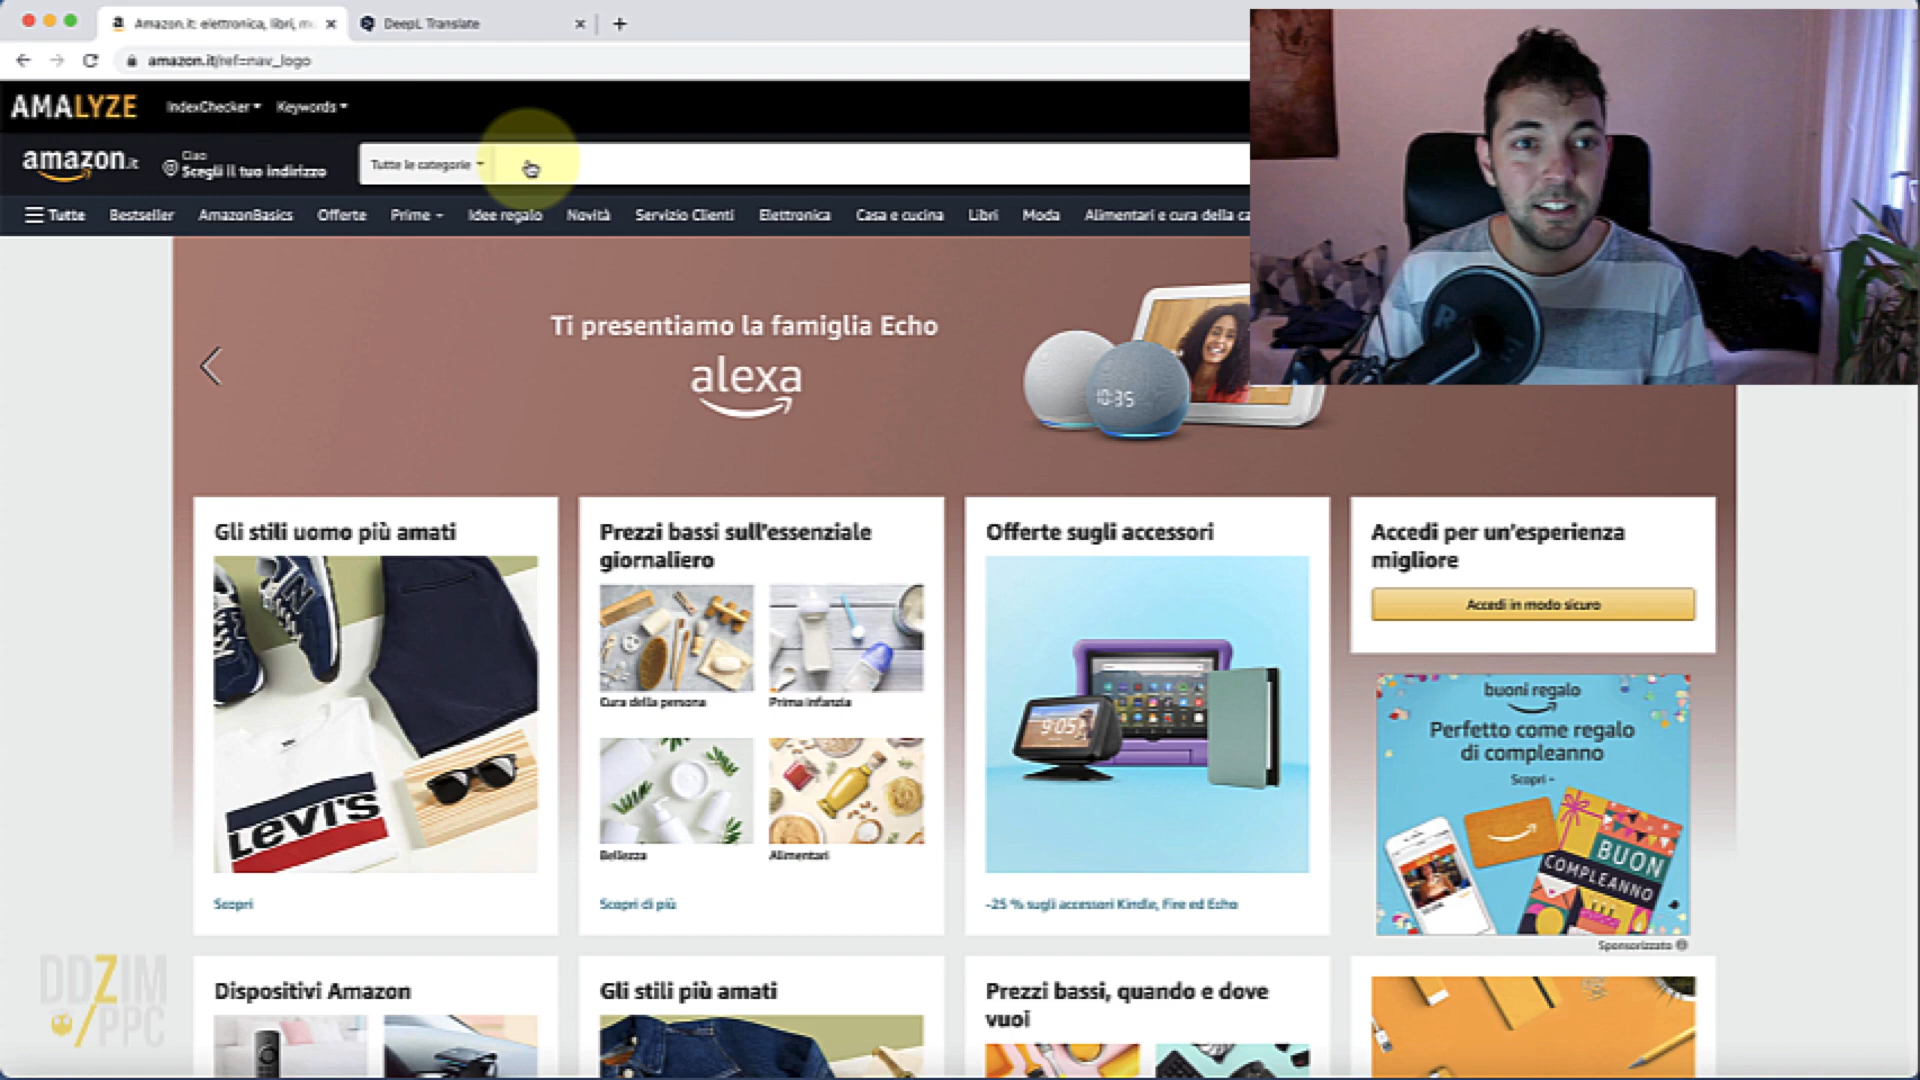 Amazon.it: elettronica, libri, m
DeepL Translate
amazon.it/ref=nav_logo
AMALYZE
IndexChecker
Keywords
amazon.it
Ciao
Scegli il tuo indirizzo
Tutte le categorie
Tutte
Bestseller
AmazonBasics
Offerte
Prime
Idee regalo
Novità
Servizio Clienti
Elettronica
Casa e cucina
Libri
Moda
Alimentari e cura della ca
Ti presentiamo la famiglia Echo
alexa
10:35
Gli stili uomo più amati
LEVI'S
Scopri
Prezzi bassi sull'essenziale
giornaliero
Cura della persona
Prima infanzia
Bellezza
Alimentari
Scopri di più
Offerte sugli accessori
9:05
-25 % sugli accessori Kindle, Fire ed Echo
Accedi per un'esperienza
migliore
Accedi in modo sicuro
buoni regalo
Perfetto come regalo
di compleanno
Scopri
BUON
COMPLEANNO
Sponsorizzato
Dispositivi Amazon
Gli stili più amati
Prezzi bassi, quando e dove
vuoi
DDZIM
/PPC